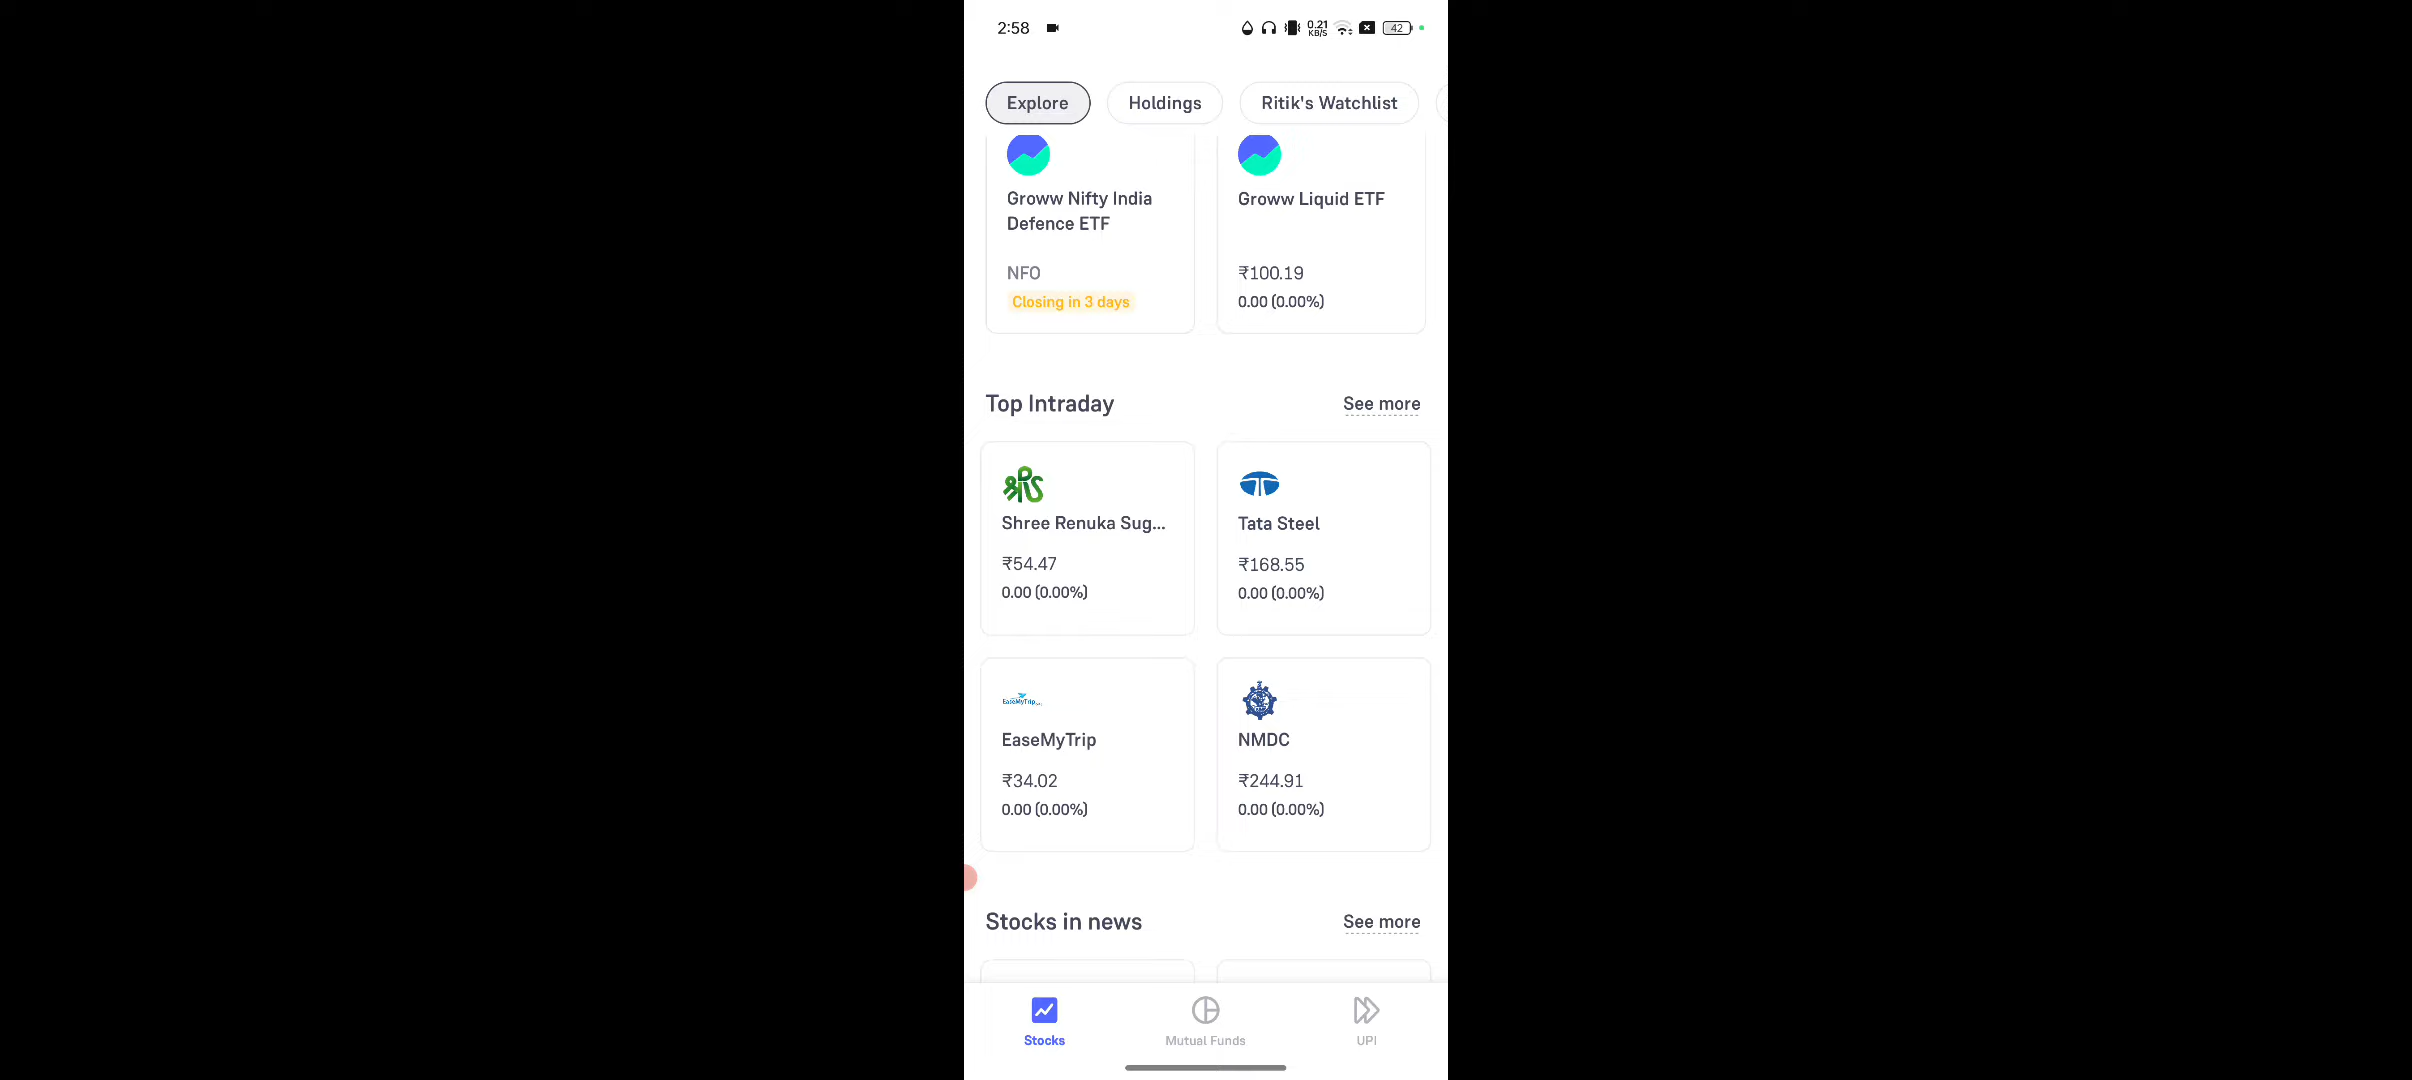 2:58
0.21
KB/S
42
Explore
Holdings
Ritik's Watchlist
Groww Nifty India
Defence ETF
NFO
Closing in 3 days
Groww Liquid ETF
₹100.19
0.00 (0.00%)
Top Intraday
See more
Shree Renuka Sug...
₹54.47
0.00 (0.00%)
Tata Steel
₹168.55
0.00 (0.00%)
EaseMyTrip
EaseMyTrip
₹34.02
0.00 (0.00%)
NMDC
₹244.91
0.00 (0.00%)
Stocks in news
See more
Stocks
Mutual Funds
UPI